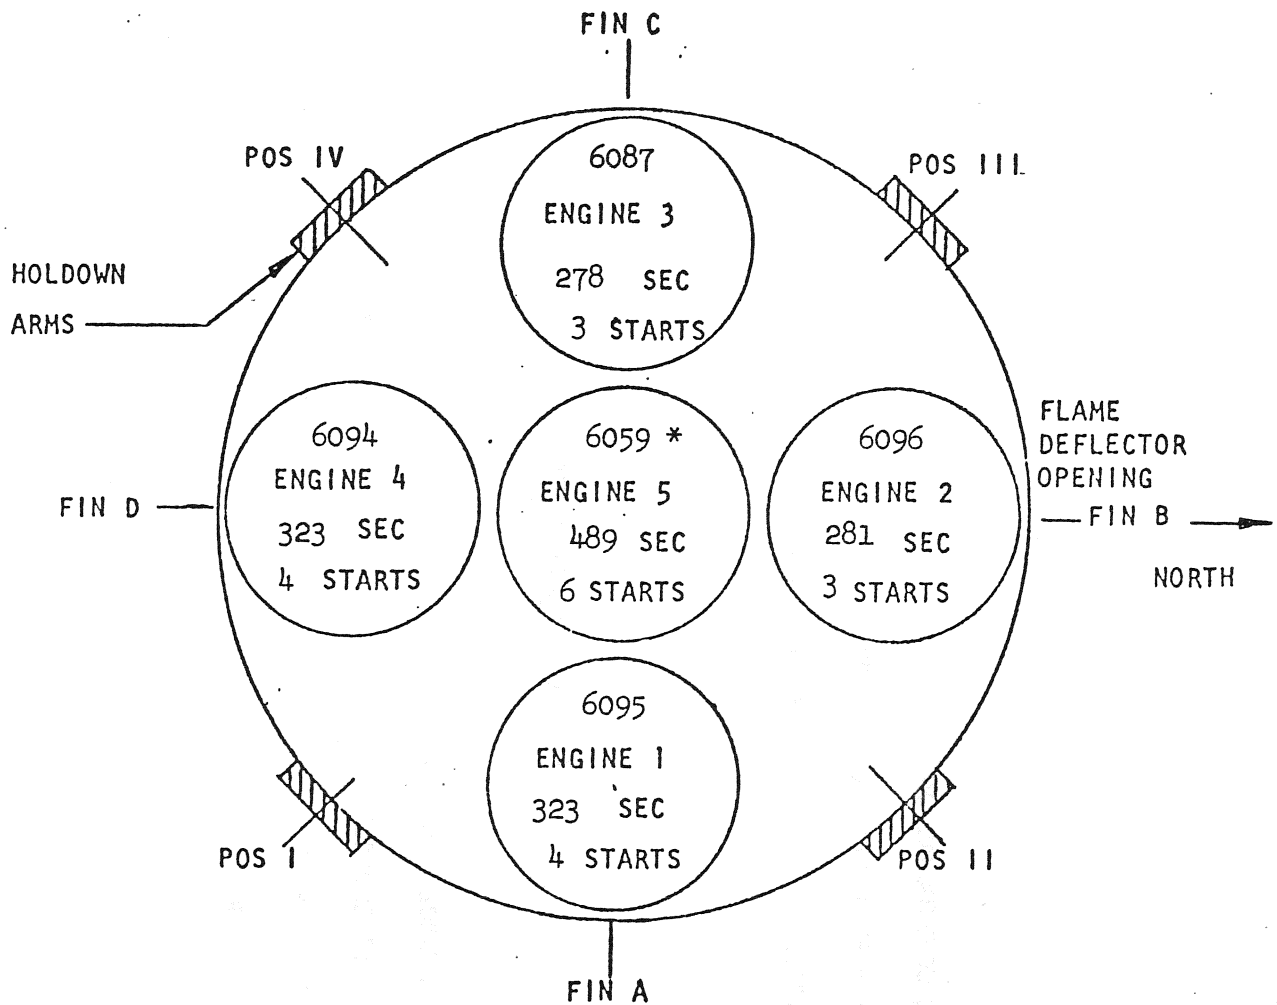 FIN C
POS IV
6087
POS III
ENGINE 3
HOLDOWN
ARMS
278 SEC
3 STARTS
FLAME
DEFLECTOR
OPENING
6094
ENGINE 4
323 SEC
4 STARTS
6059 *
ENGINE 5
489 SEC
6 STARTS
6096
ENGINE 2
281 SEC
3 STARTS
FIN D
FIN B
NORTH
6095
ENGINE 1
323 SEC
4 STARTS
POS I
POS II
FIN A